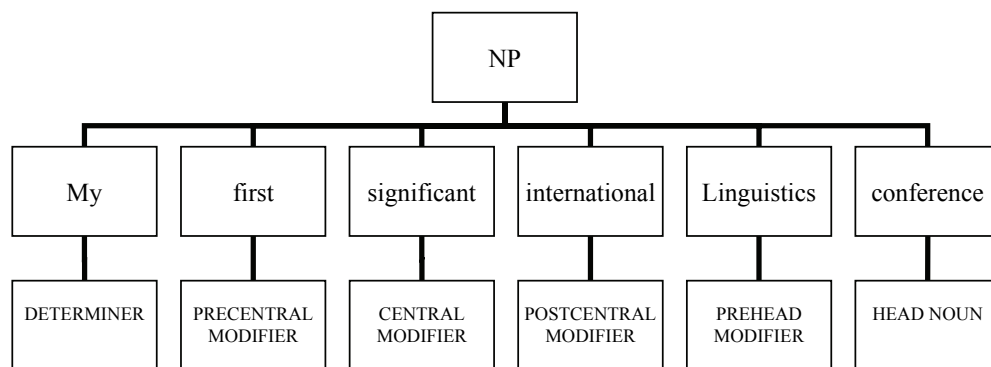 NP
My first significant international Linguistics conference
DETERMINER PRECENTRAL MODIFIER CENTRAL MODIFIER POSTCENTRAL MODIFIER PREHEAD MODIFIER HEAD NOUN